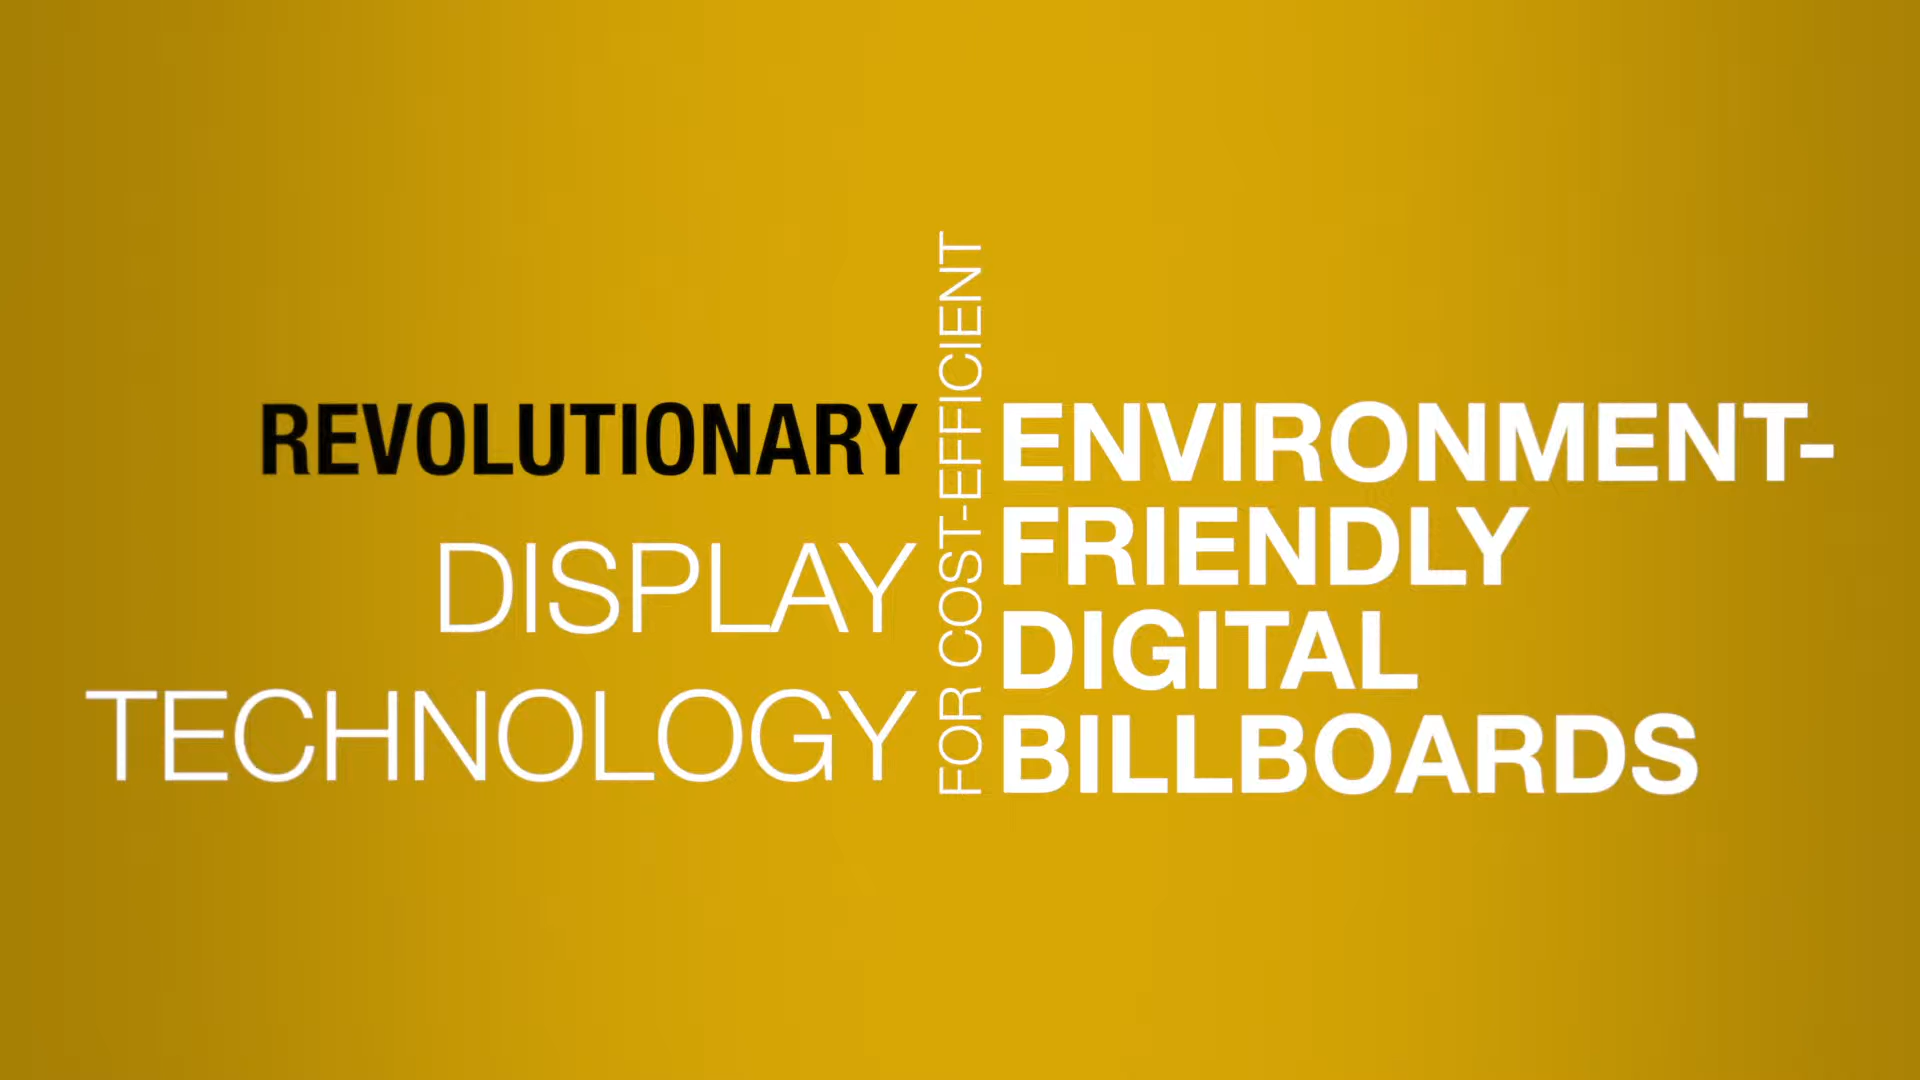 REVOLUTIONARY
DISPLAY
TECHNOLOGY
FOR COST-EFFICIENT
ENVIRONMENT-
FRIENDLY
DIGITAL
BILLBOARDS